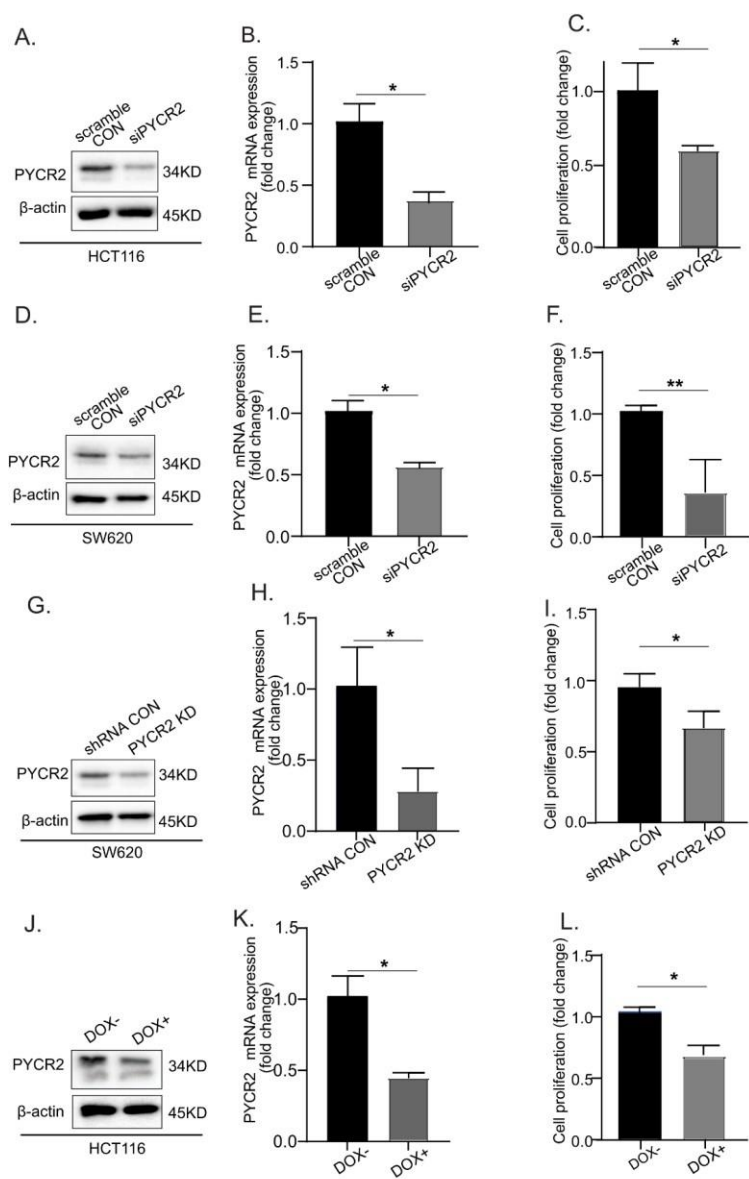 A.
scramble
CON
siPYCR2
PYCR2
34KD
β-actin
45KD
HCT116
B.
PYCR2 mRNA expression
(fold change)
1.5
1.0
0.5
0.0
*
scramble
CON
siPYCR2
C.
Cell proliferation (fold change)
1.0
0.5
0.0
*
scramble
CON
siPYCR2
D.
scramble
CON
siPYCR2
PYCR2
34KD
β-actin
45KD
SW620
E.
PYCR2 mRNA expression
(fold change)
1.5
1.0
0.5
0.0
*
scramble
CON
siPYCR2
F.
Cell proliferation (fold change)
1.5
1.0
0.5
0.0
**
scramble
CON
siPYCR2
G.
shRNA CON
PYCR2 KD
PYCR2
34KD
β-actin
45KD
SW620
H.
PYCR2 mRNA expression
(fold change)
1.5
1.0
0.5
0.0
*
shRNA CON
PYCR2 KD
I.
Cell proliferation (fold change)
1.5
1.0
0.5
0.0
*
shRNA CON
PYCR2 KD
J.
DOX-
DOX+
PYCR2
34KD
β-actin
45KD
HCT116
K.
PYCR2 mRNA expression
(fold change)
1.5
1.0
0.5
0.0
*
DOX-
DOX+
L.
Cell proliferation (fold change)
1.5
1.0
0.5
0.0
*
DOX-
DOX+